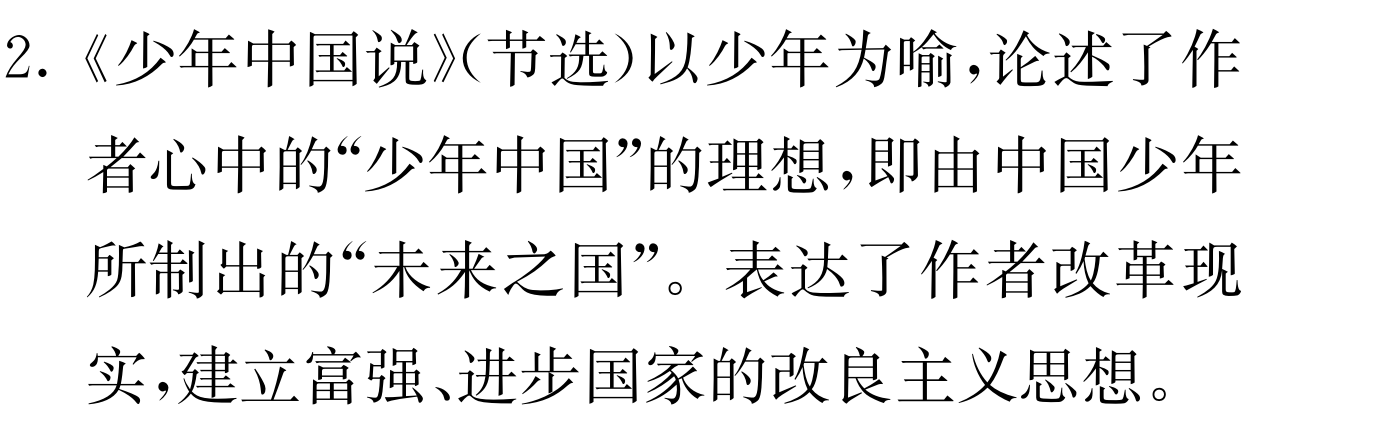 2.《少年中国说》(节选)以少年为喻,论述了作
者心中的“少年中国”的理想,即由中国少年
所制出的“未来之国”。表达了作者改革现
实,建立富强、进步国家的改良主义思想。